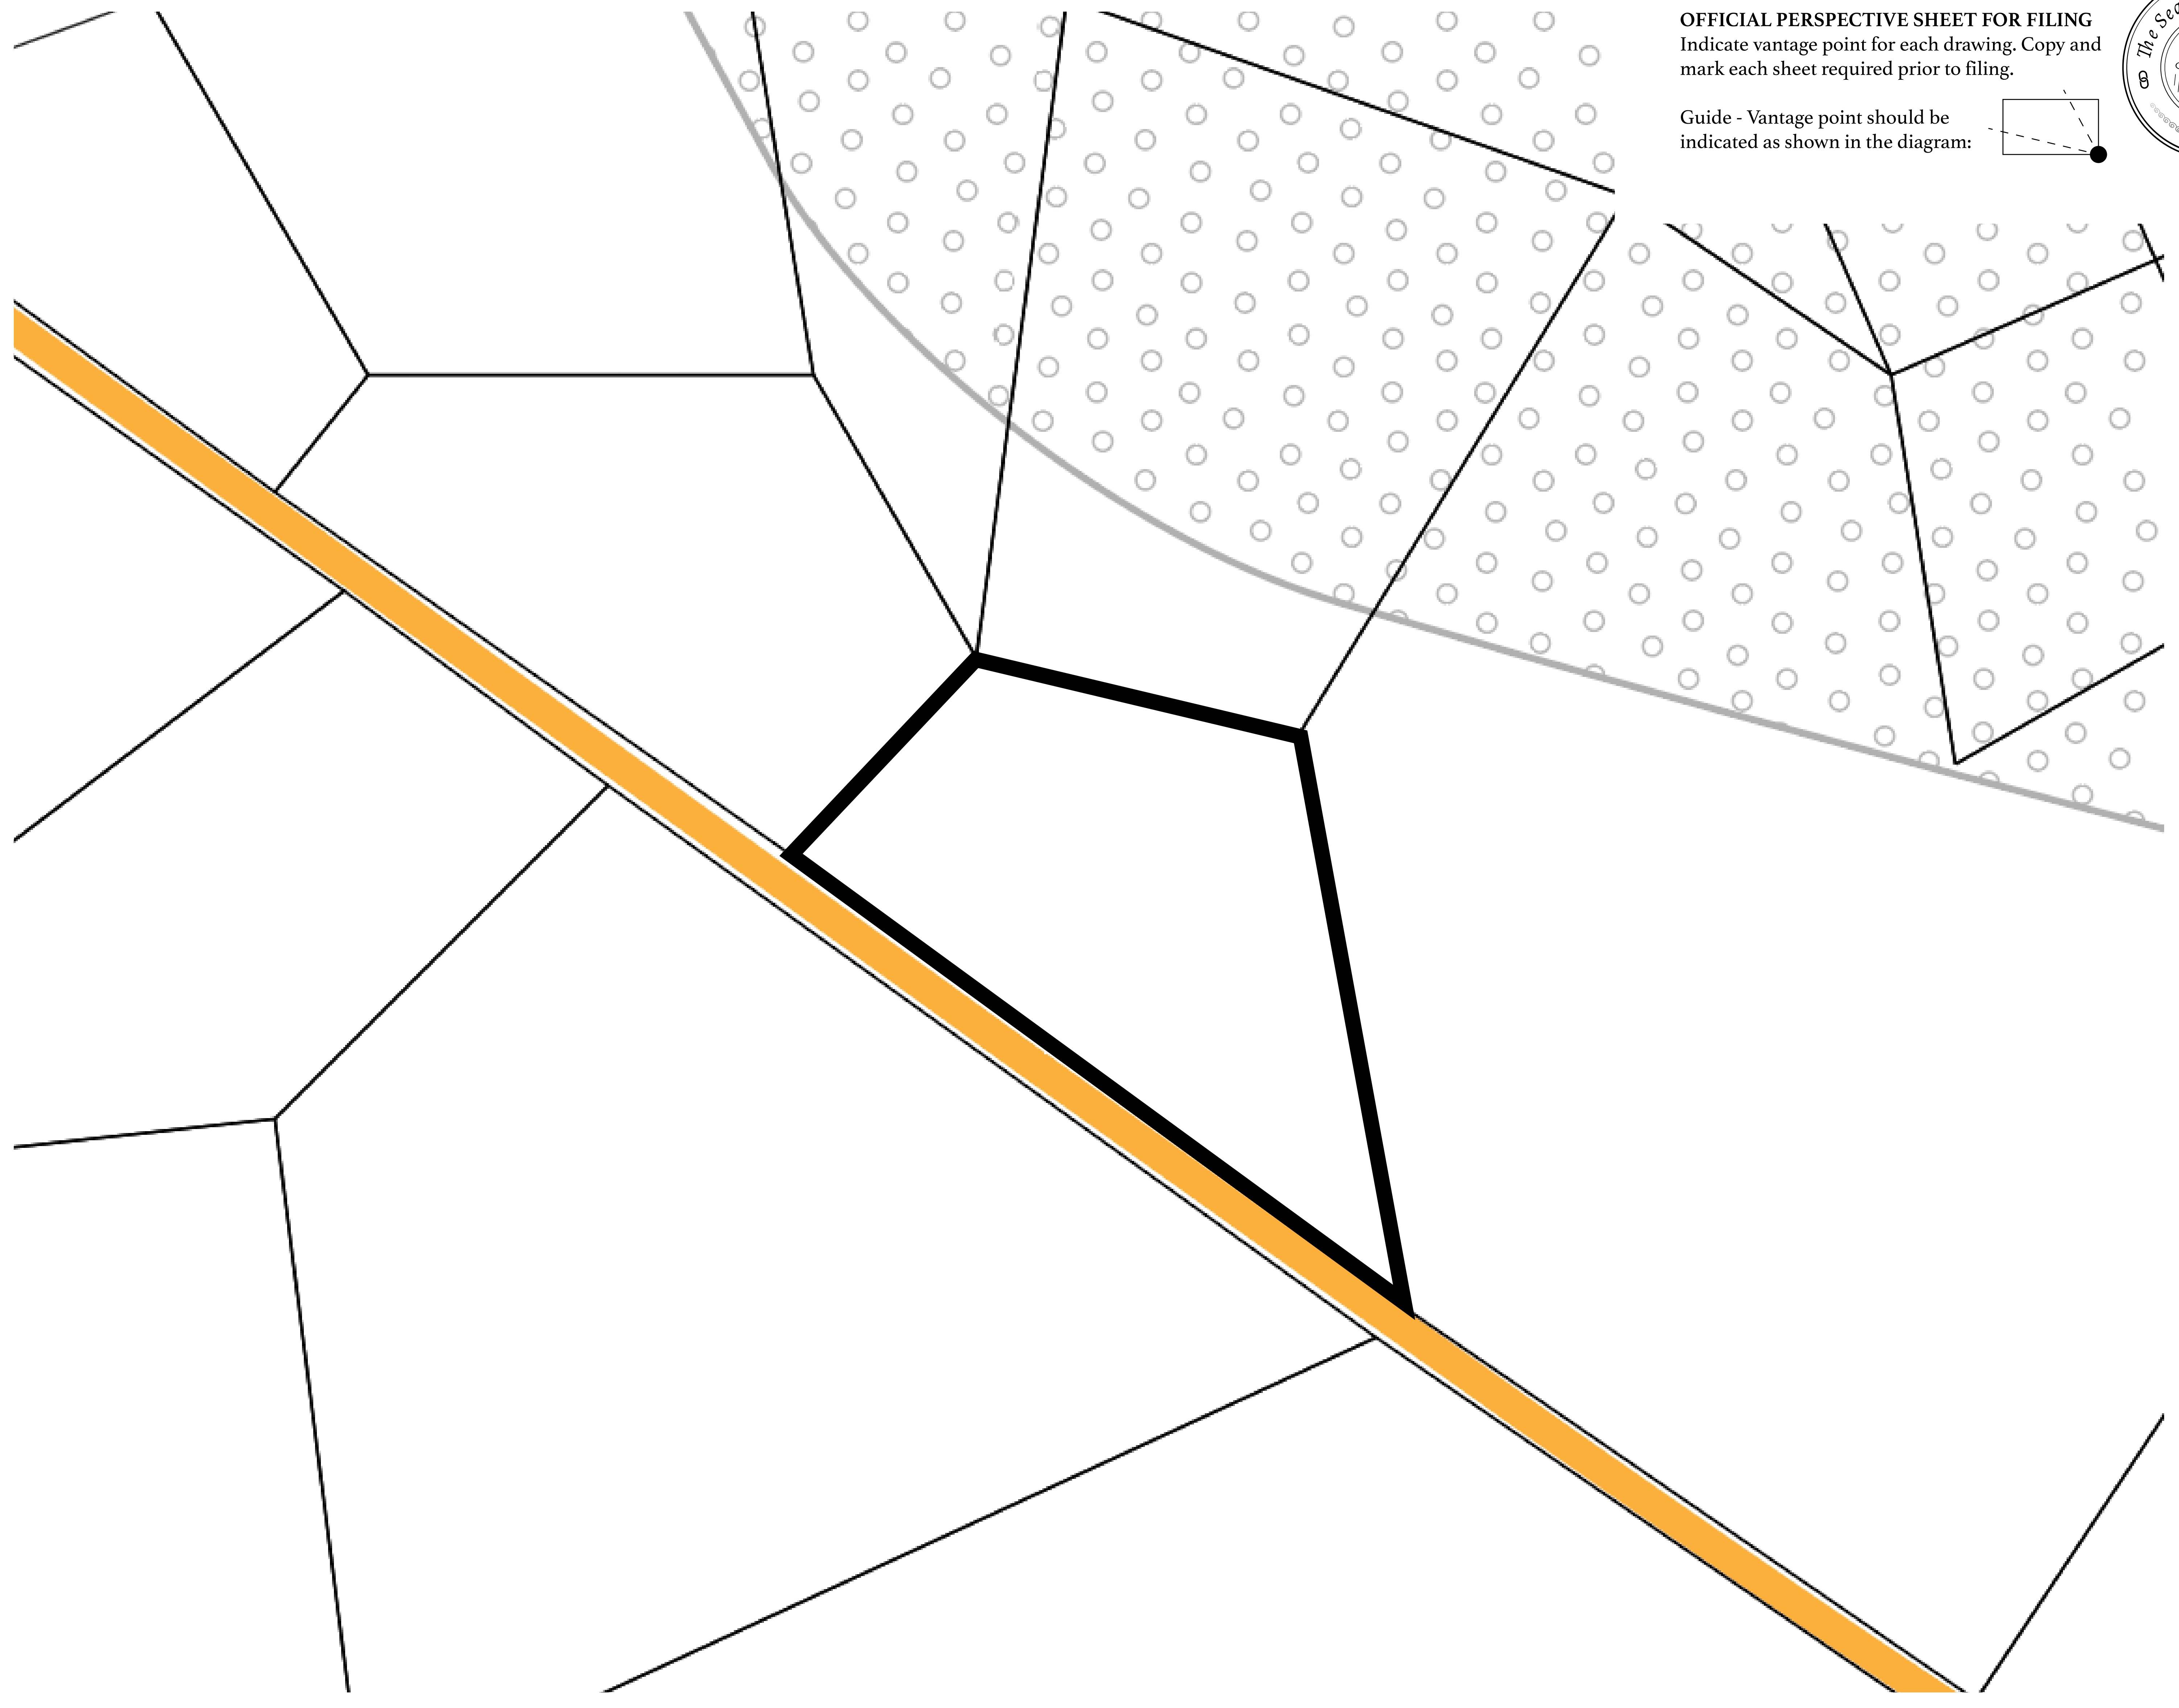 OFFICIAL PERSPECTIVE SHEET FOR FILING
Indicate vantage point for each drawing. Copy and
mark each sheet required prior to filing.
Guide - Vantage point should be
indicated as shown in the diagram:
The